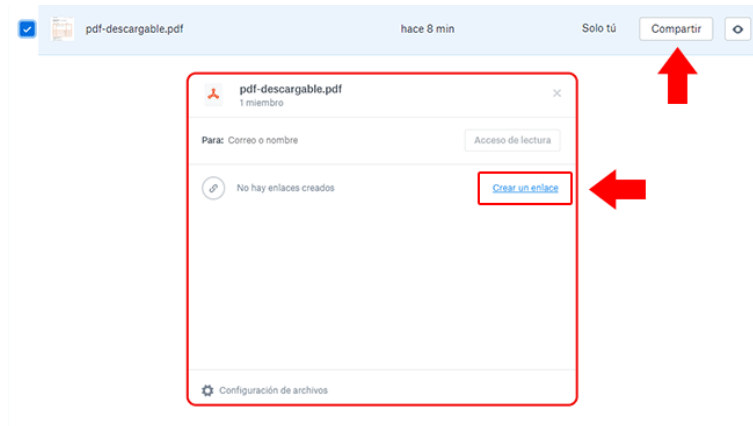 pdf-descargable.pdf hace 8 min Solo tú Compartir
pdf-descargable.pdf
1 miembro
Para: Correo o nombre Acceso de lectura
No hay enlaces creados Crear un enlace
Configuración de archivos